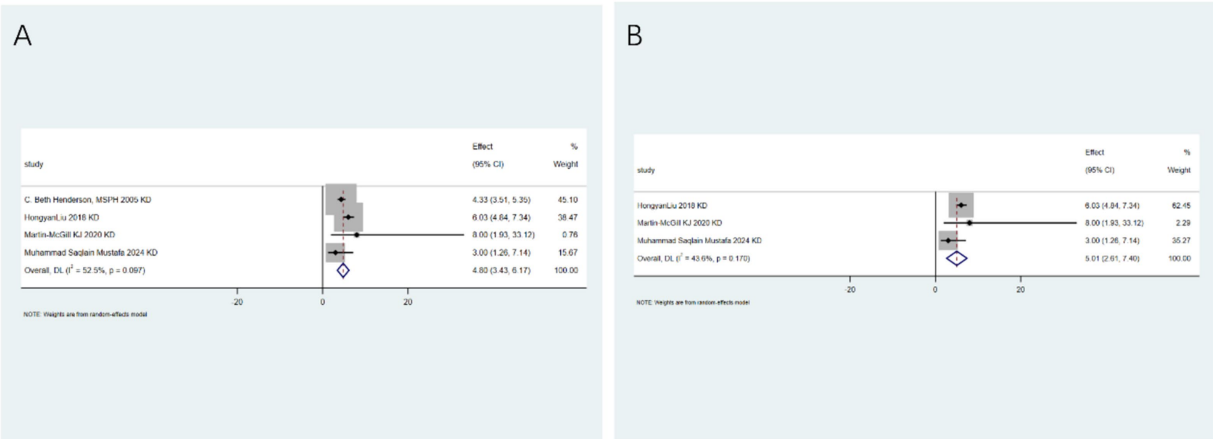 A
Effect %
study (95% CI) Weight
C. Beth Henderson, MSPH 2005 KD 4.33 (3.51, 5.35) 45.10
HongyanLiu 2018 KD 6.03 (4.84, 7.34) 38.47
Martin-McGill KJ 2020 KD 8.00 (1.93, 33.12) 0.76
Muhammad Saqlain Mustafa 2024 KD 3.00 (1.26, 7.14) 15.67
Overall, DL (I² = 52.5%, p = 0.097) 4.80 (3.43, 6.17) 100.00
-20 0 20
NOTE: Weights are from random-effects model
B
Effect %
study (95% CI) Weight
HongyanLiu 2018 KD 6.03 (4.84, 7.34) 62.45
Martin-McGill KJ 2020 KD 8.00 (1.93, 33.12) 2.29
Muhammad Saqlain Mustafa 2024 KD 3.00 (1.26, 7.14) 35.27
Overall, DL (I² = 43.6%, p = 0.170) 5.01 (2.61, 7.40) 100.00
-20 0 20
NOTE: Weights are from random-effects model